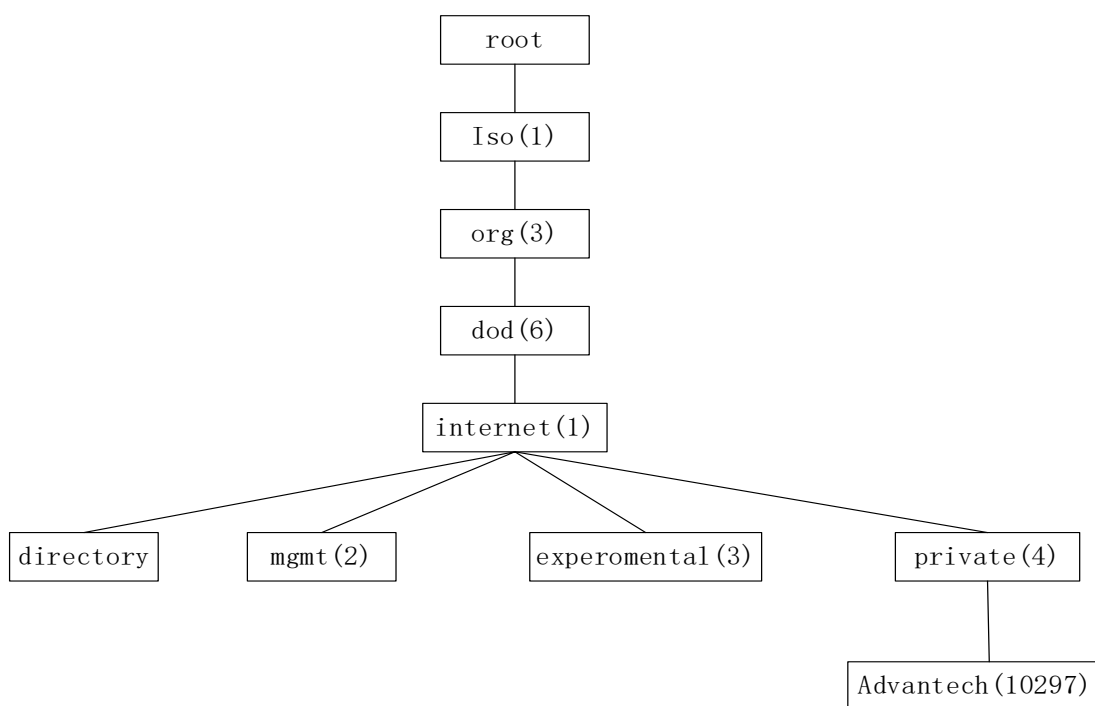 root
Iso(1)
org(3)
dod(6)
internet(1)
directory
mgmt(2)
experomental(3)
private(4)
Advantech(10297)